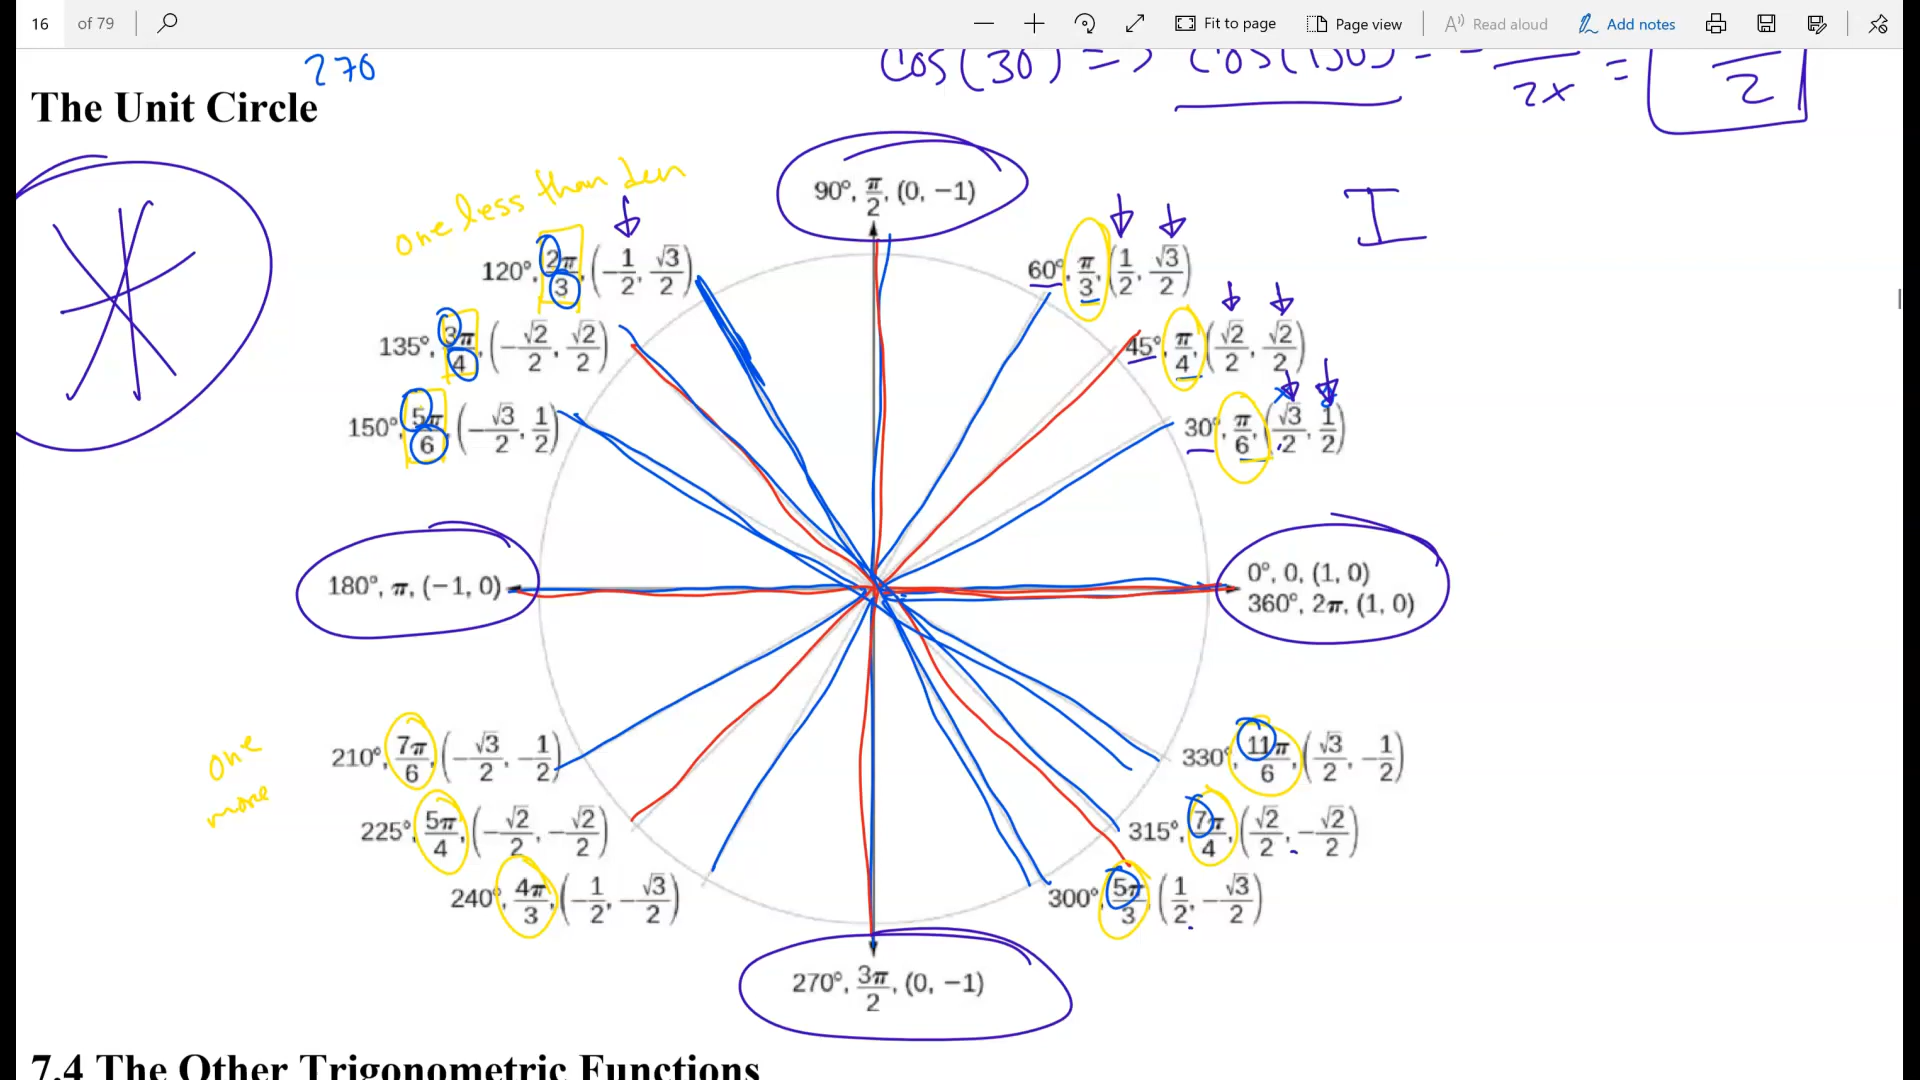 16 of 79 Fit to page Page view Read aloud Add notes
270
cos(30) => cos(150) = - = 
2x 2
The Unit Circle
one less than den
I
90°, π/2, (0, −1)
120°, 2π/3, (−1/2, √3/2)
60°, π/3, (1/2, √3/2)
135°, 3π/4, (−√2/2, √2/2)
45°, π/4, (√2/2, √2/2)
150°, 5π/6, (−√3/2, 1/2)
30°, π/6, (√3/2, 1/2)
180°, π, (−1, 0)
0°, 0, (1, 0)
360°, 2π, (1, 0)
one
more
210°, 7π/6, (−√3/2, −1/2)
330°, 11π/6, (√3/2, −1/2)
225°, 5π/4, (−√2/2, −√2/2)
315°, 7π/4, (√2/2, −√2/2)
240°, 4π/3, (−1/2, −√3/2)
300°, 5π/3, (1/2, −√3/2)
270°, 3π/2, (0, −1)
7.4 The Other Trigonometric Functions